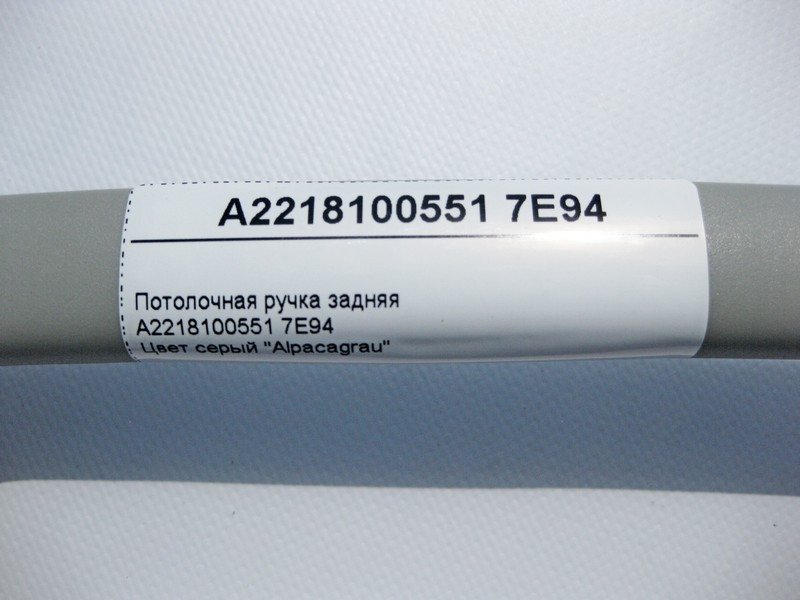 A2218100551 7E94
Потолочная ручка задняя
A2218100551 7E94
Цвет серый "Alpacagrau"